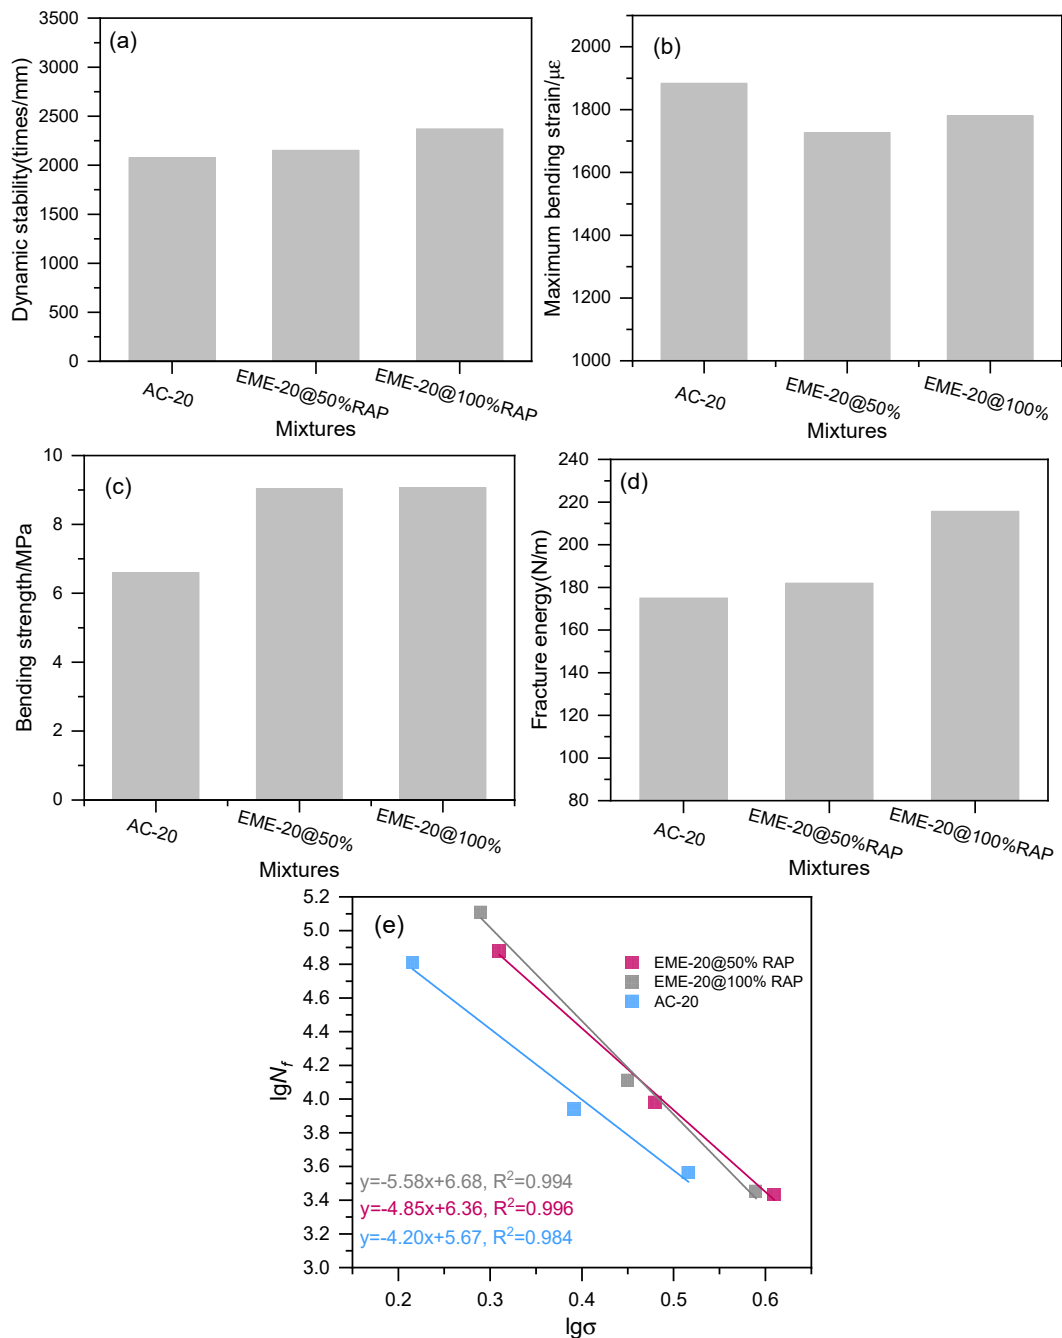 (a)
Dynamic stability(times/mm)
3500
3000
2500
2000
1500
1000
500
0
AC-20
EME-20@50%RAP
EME-20@100%RAP
Mixtures
(b)
Maximum bending strain/με
2000
1800
1600
1400
1200
1000
AC-20
EME-20@50%
EME-20@100%
Mixtures
(c)
Bending strength/MPa
10
8
6
4
2
0
AC-20
EME-20@50%
EME-20@100%
Mixtures
(d)
Fracture energy(N/m)
240
220
200
180
160
140
120
100
80
AC-20
EME-20@50%RAP
EME-20@100%RAP
Mixtures
(e)
lgN_f
5.2
5.0
4.8
4.6
4.4
4.2
4.0
3.8
3.6
3.4
3.2
3.0
EME-20@50% RAP
EME-20@100% RAP
AC-20
y=-5.58x+6.68, R²=0.994
y=-4.85x+6.36, R²=0.996
y=-4.20x+5.67, R²=0.984
0.2 0.3 0.4 0.5 0.6
lgσ